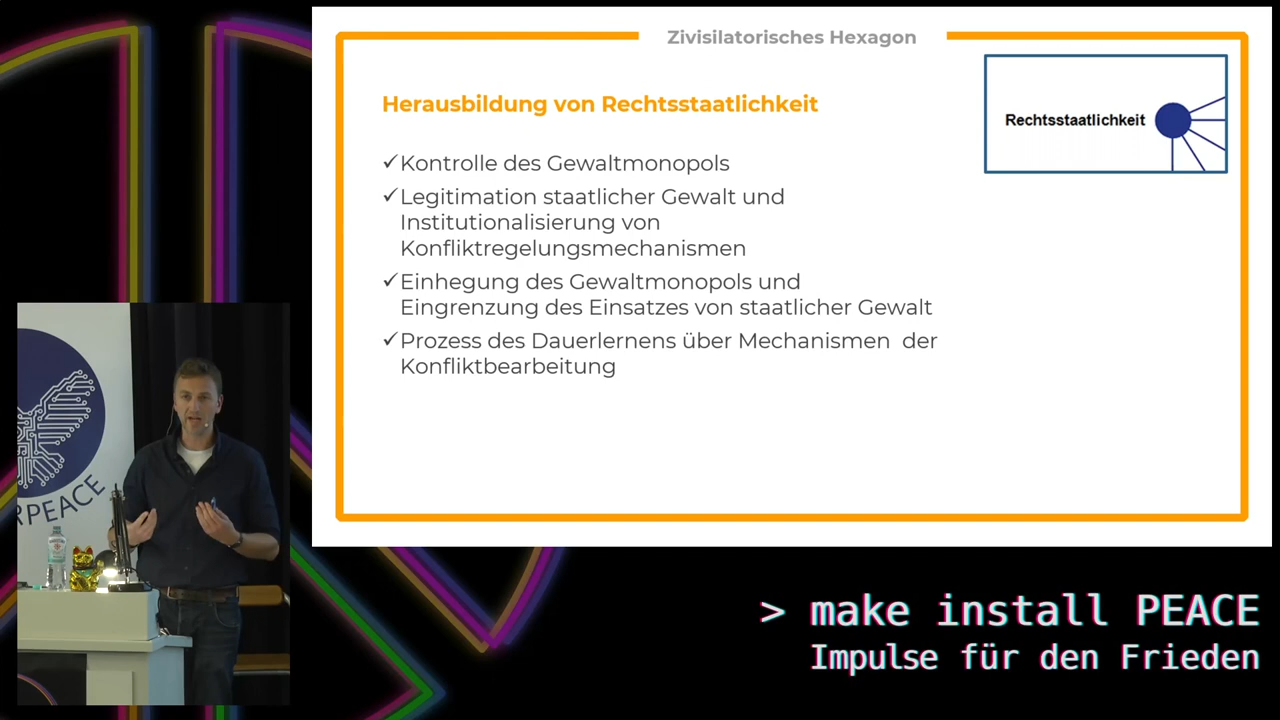 Zivisilatorisches Hexagon
Herausbildung von Rechtsstaatlichkeit
Rechtsstaatlichkeit
✓Kontrolle des Gewaltmonopols
✓Legitimation staatlicher Gewalt und
Institutionalisierung von
Konfliktregelungsmechanismen
✓Einhegung des Gewaltmonopols und
Eingrenzung des Einsatzes von staatlicher Gewalt
✓Prozess des Dauerlernens über Mechanismen der
Konfliktbearbeitung
RPEACE
> make install PEACE
Impulse für den Frieden